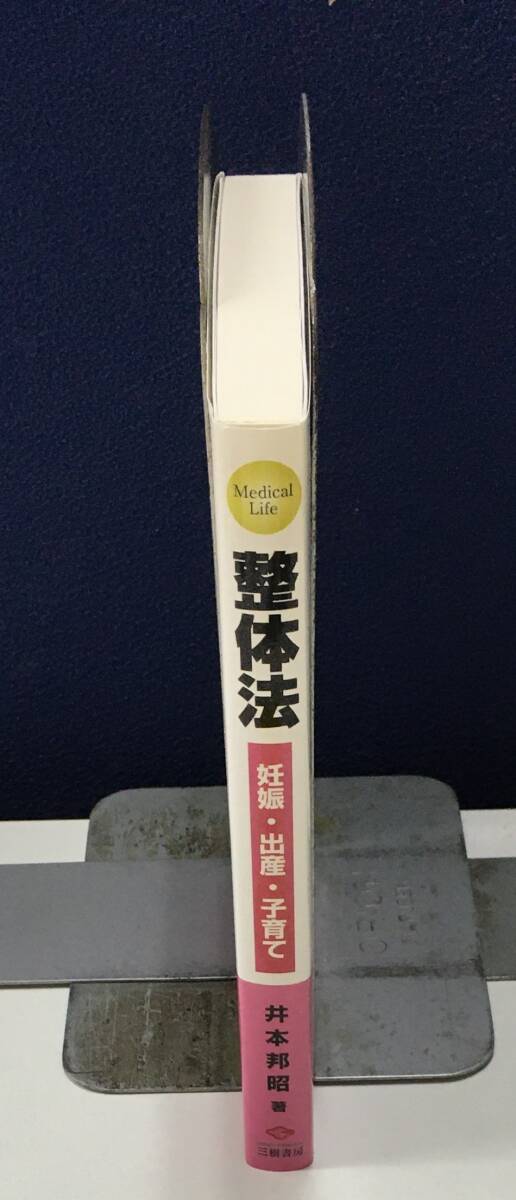 Medical
Life
整体法
妊娠・出産・子育て
井本邦昭 著
三樹書房